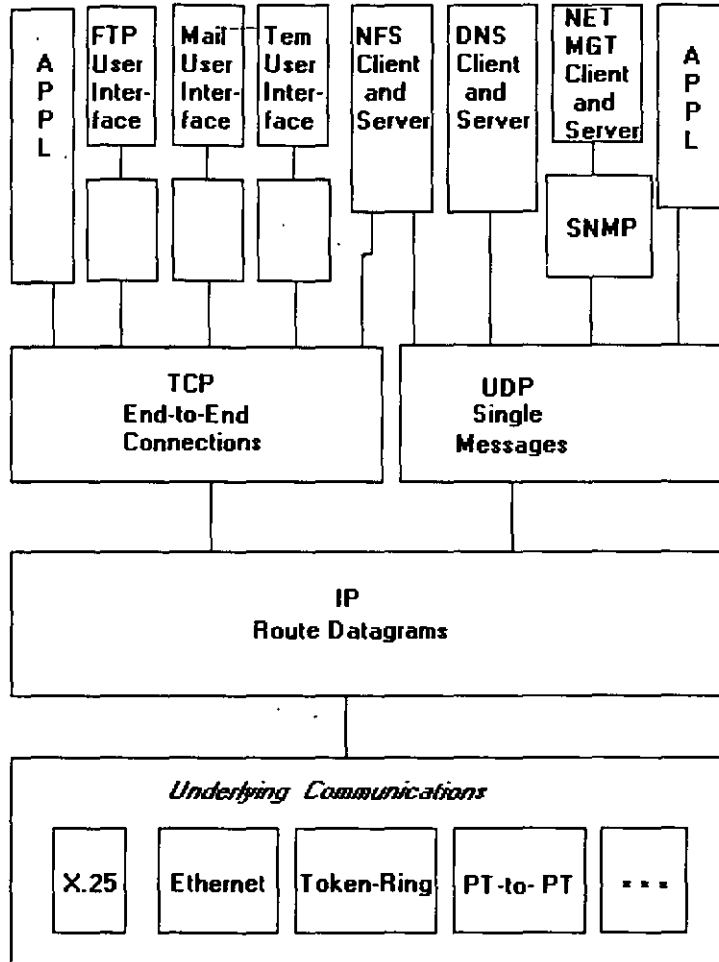 A
P
P
L
FTP
User
Inter-
face
Mail
User
Inter-
face
Tem
User
Inter-
face
NFS
Client
and
Server
DNS
Client
and
Server
NET
MGT
Client
and
Server
A
P
P
L
SNMP
TCP
End-to-End
Connections
UDP
Single
Messages
IP
Route Datagrams
Underlying Communications
X.25
Ethernet
Token-Ring
PT-to- PT
* * *